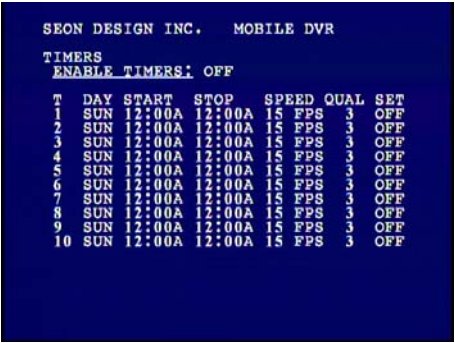 SEON DESIGN INC. MOBILE DVR
TIMERS
ENABLE TIMERS: OFF
T DAY START STOP SPEED QUAL SET
1 SUN 12:00A 12:00A 15 FPS 3 OFF
2 SUN 12:00A 12:00A 15 FPS 3 OFF
3 SUN 12:00A 12:00A 15 FPS 3 OFF
4 SUN 12:00A 12:00A 15 FPS 3 OFF
5 SUN 12:00A 12:00A 15 FPS 3 OFF
6 SUN 12:00A 12:00A 15 FPS 3 OFF
7 SUN 12:00A 12:00A 15 FPS 3 OFF
8 SUN 12:00A 12:00A 15 FPS 3 OFF
9 SUN 12:00A 12:00A 15 FPS 3 OFF
10 SUN 12:00A 12:00A 15 FPS 3 OFF